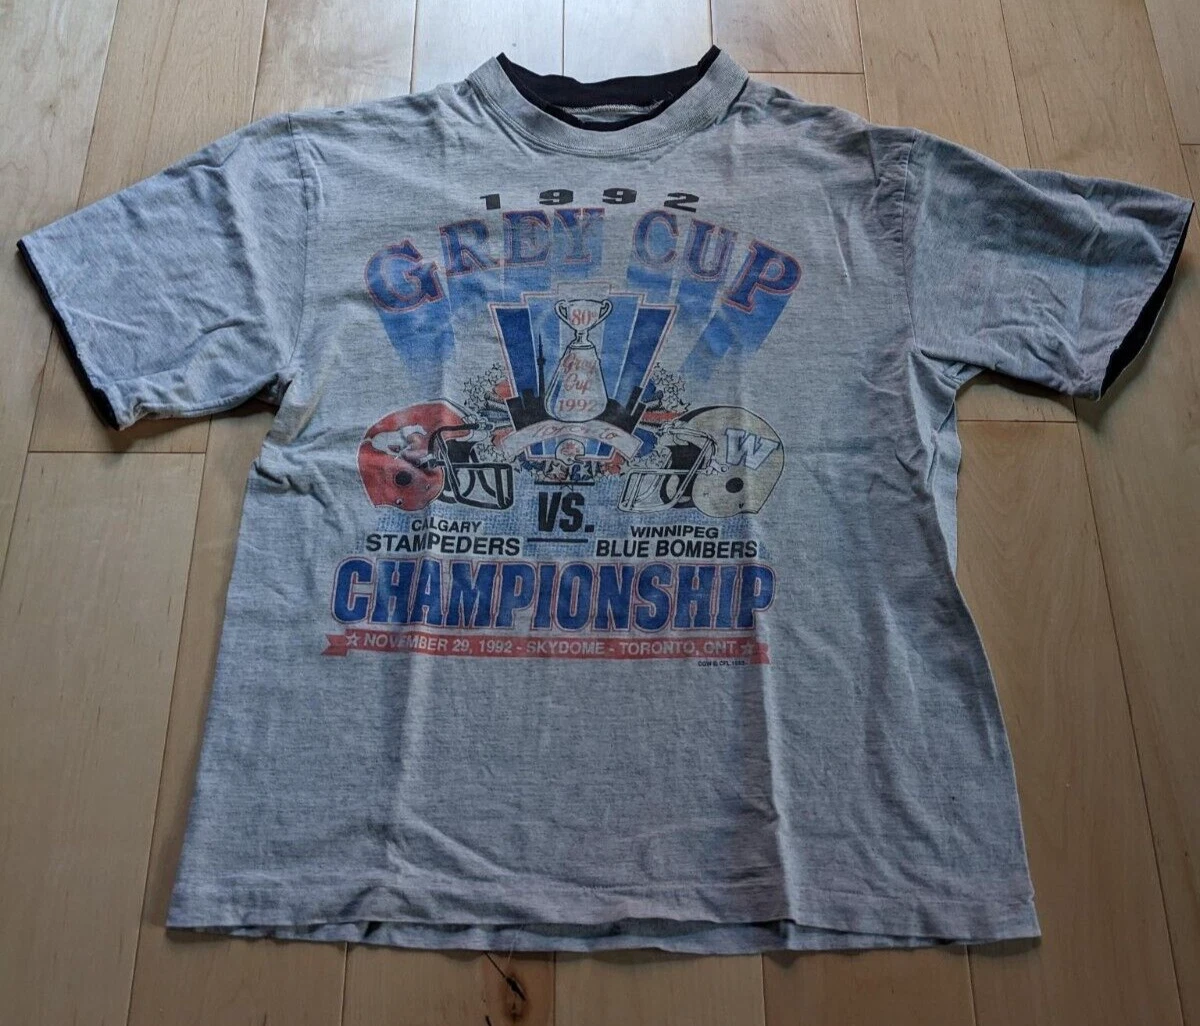 1992
GREY CUP
80th
Grey
Cup
1992
W
VS.
CALGARY
STAMPEDERS
WINNIPEG
BLUE BOMBERS
CHAMPIONSHIP
NOVEMBER 29, 1992 - SKYDOME - TORONTO, ONT.